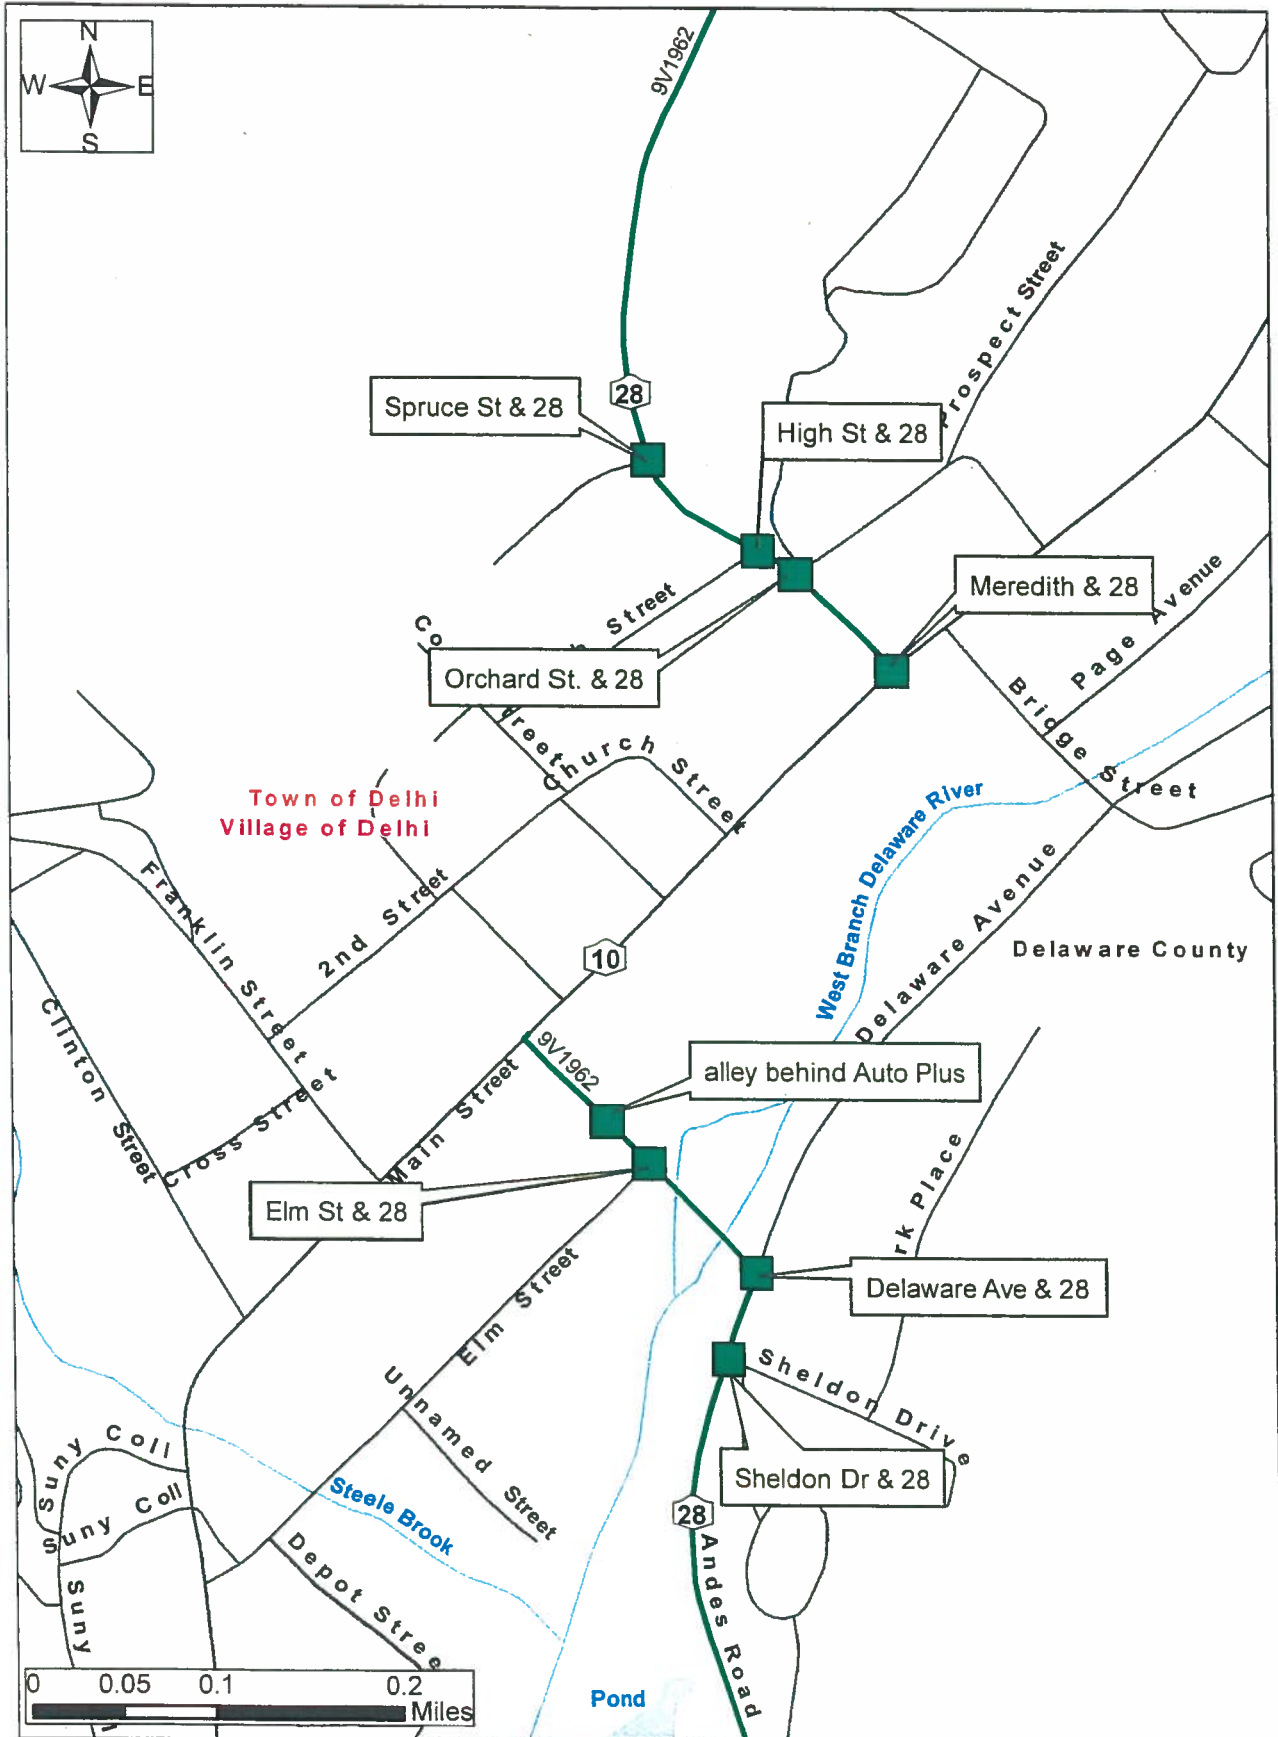 N
W E
S
9V1962
Prospect Street
28
Spruce St & 28
High St & 28
Meredith & 28
Page Avenue
Street
Co
Orchard St. & 28
Bridge Street
Church Street
Town of Delhi
Village of Delhi
West Branch Delaware River
Delaware Avenue
Delaware County
Franklin Street
2nd Street
10
Clinton Street
Cross Street
Main Street
9V1962
alley behind Auto Plus
Elm St & 28
rk Place
Delaware Ave & 28
Elm Street
Sheldon Drive
Unnamed Street
Sheldon Dr & 28
Suny Coll
Suny Coll
Steele Brook
28
Andes Road
Depot Stree
Suny
Pond
0 0.05 0.1 0.2
Miles